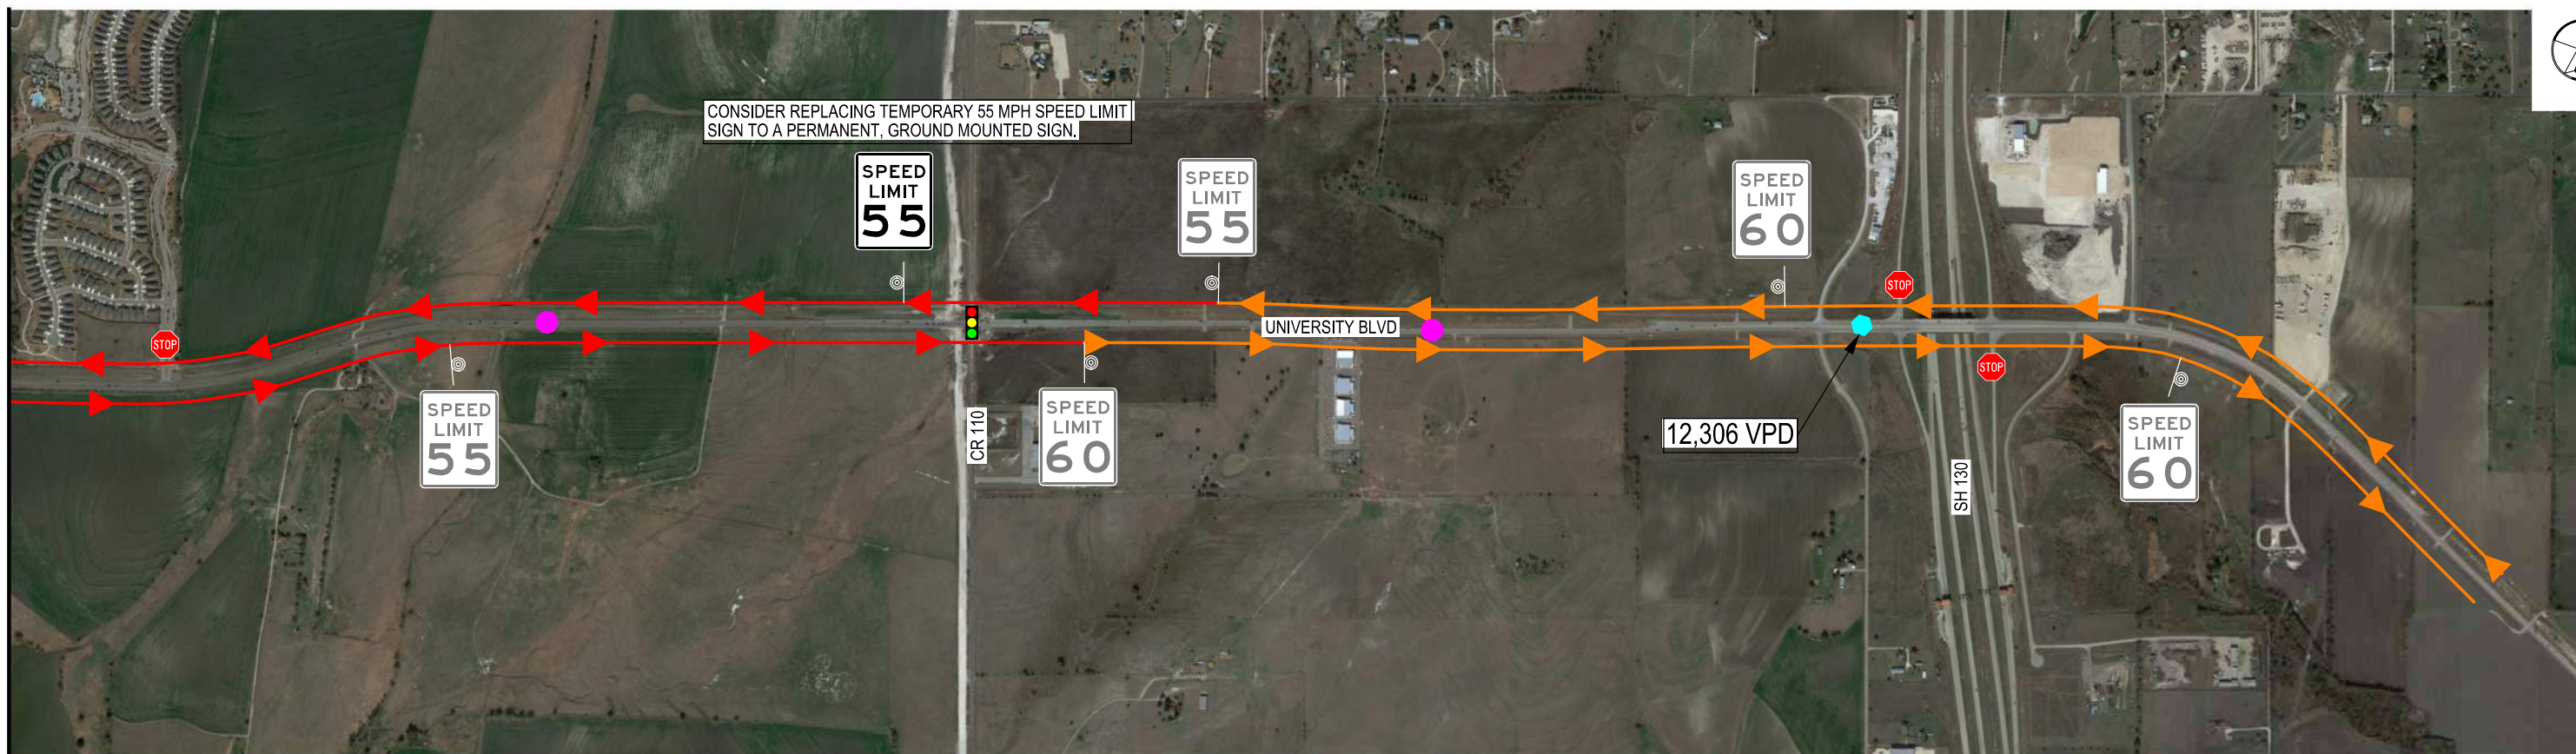 CONSIDER REPLACING TEMPORARY 55 MPH SPEED LIMIT
SIGN TO A PERMANENT, GROUND MOUNTED SIGN.
SPEED
LIMIT
55
SPEED
LIMIT
55
SPEED
LIMIT
60
STOP
UNIVERSITY BLVD
STOP
STOP
SPEED
LIMIT
55
CR 110
SPEED
LIMIT
60
12,306 VPD
SH 130
SPEED
LIMIT
60